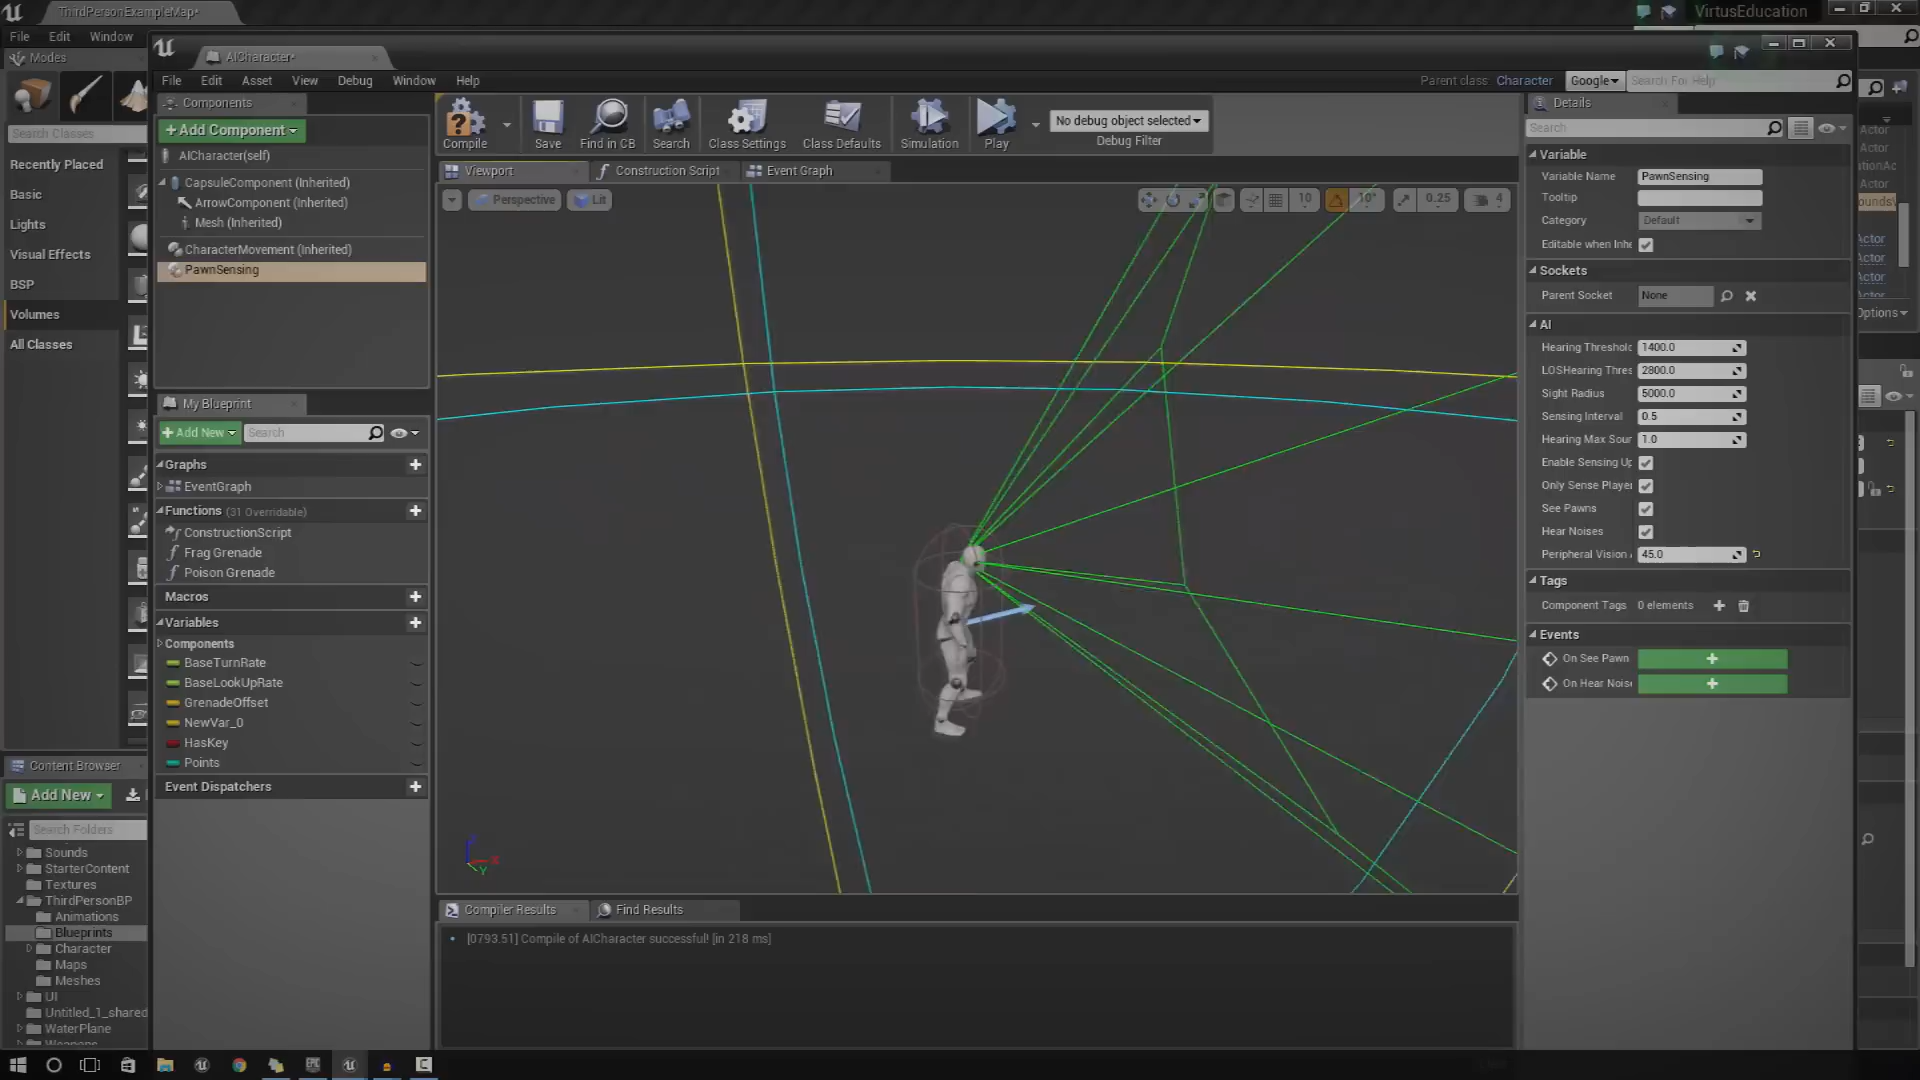 ThirdPersonExampleMap*
VirtusEducation
File Edit Window
AICharacter*
Modes
File Edit Asset View Debug Window Help
Parent class: Character
Google
Search For Help
Search Classes
Recently Placed
Basic
Lights
Visual Effects
BSP
Volumes
All Classes
Components
+Add Component
AICharacter(self)
CapsuleComponent (Inherited)
ArrowComponent (Inherited)
Mesh (Inherited)
CharacterMovement (Inherited)
PawnSensing
My Blueprint
+Add New
Search
Graphs
EventGraph
Functions (31 Overridable)
ConstructionScript
Frag Grenade
Poison Grenade
Macros
Variables
Components
BaseTurnRate
BaseLookUpRate
GrenadeOffset
NewVar_0
HasKey
Points
Event Dispatchers
Compile
Save
Find in CB
Search
Class Settings
Class Defaults
Simulation
Play
No debug object selected
Debug Filter
Viewport
Construction Script
Event Graph
Perspective
Lit
10
10°
0.25
4
X
Y
Compiler Results
Find Results
[0793.51] Compile of AICharacter successful! [in 218 ms]
Details
Search
Variable
Variable Name PawnSensing
Tooltip
Category Default
Editable when Inhe
Sockets
Parent Socket None
AI
Hearing Threshold 1400.0
LOSHearing Thres 2800.0
Sight Radius 5000.0
Sensing Interval 0.5
Hearing Max Sour 1.0
Enable Sensing Up
Only Sense Player
See Pawns
Hear Noises
Peripheral Vision 45.0
Tags
Component Tags 0 elements
Events
On See Pawn
On Hear Nois
Actor
Actor
ationAc
Actor
ounds\
Actor
Actor
Actor
Actor
Options
Content Browser
Add New
Search Folders
Sounds
StarterContent
Textures
ThirdPersonBP
Animations
Blueprints
Character
Maps
Meshes
UI
Untitled_1_shared
WaterPlane
Weapons